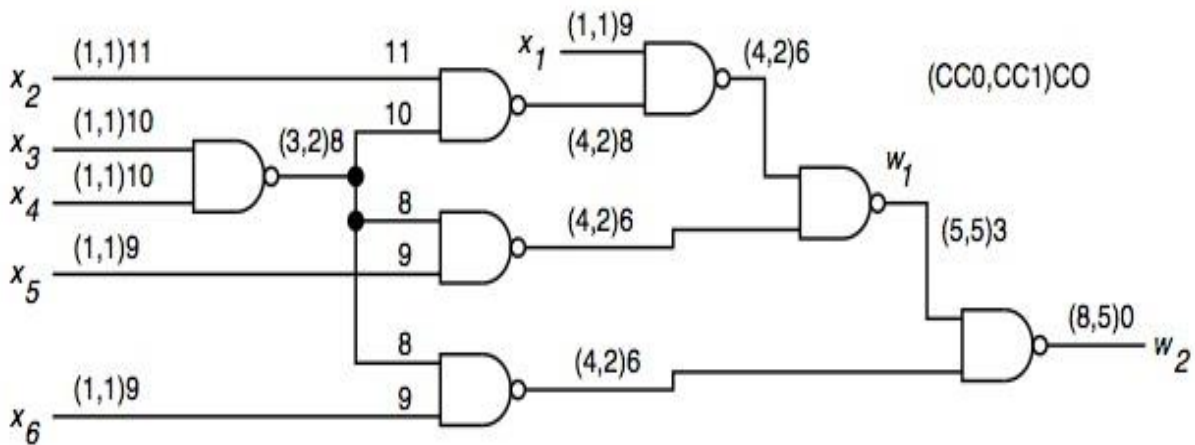 (1,1)9
x1
(4,2)6
(CC0,CC1)CO
(1,1)11
11
x2
(1,1)10
10
(4,2)8
x3
(3,2)8
(1,1)10
x4
w1
8
(4,2)6
(5,5)3
(1,1)9
9
x5
8
(4,2)6
(8,5)0
w2
(1,1)9
9
x6